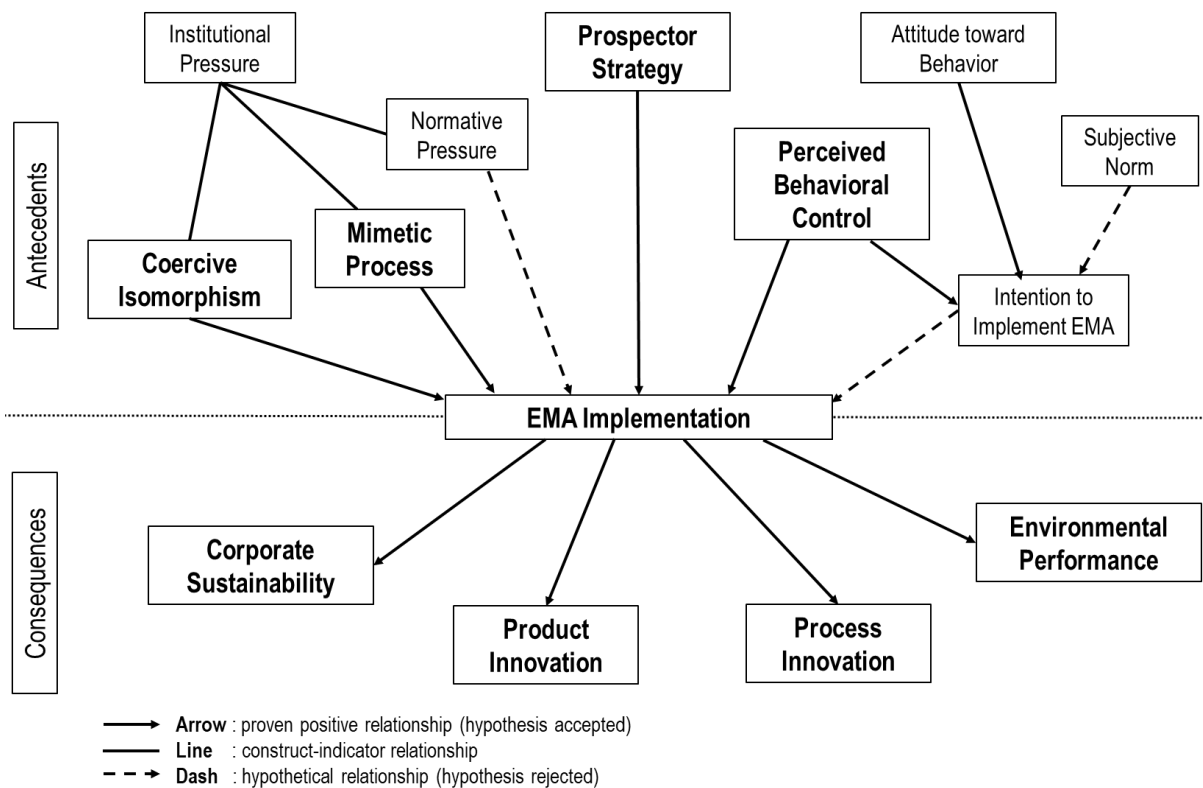 Institutional
Pressure
Prospector
Strategy
Attitude toward
Behavior
Normative
Pressure
Subjective
Norm
Perceived
Behavioral
Control
Mimetic
Process
Coercive
Isomorphism
Antecedents
Intention to
Implement EMA
EMA Implementation
Consequences
Corporate
Sustainability
Environmental
Performance
Product
Innovation
Process
Innovation
Arrow : proven positive relationship (hypothesis accepted)
Line : construct-indicator relationship
Dash : hypothetical relationship (hypothesis rejected)